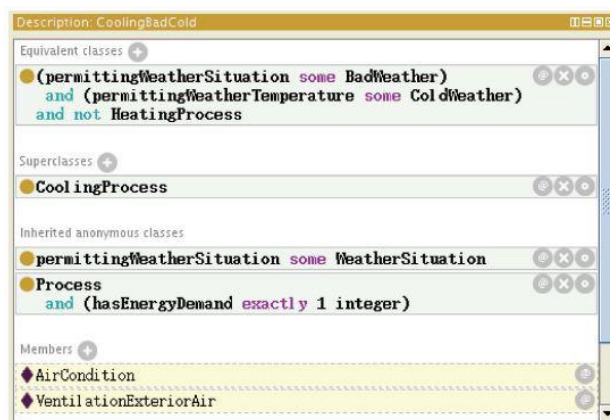 Description: CoolingBadCold
Equivalent classes
(permittingWeatherSituation some BadWeather)
and (permittingWeatherTemperature some ColdWeather)
and not HeatingProcess
Superclasses
CoolingProcess
Inherited anonymous classes
permittingWeatherSituation some WeatherSituation
Process
and (hasEnergyDemand exactly 1 integer)
Members
AirCondition
VentilationExteriorAir